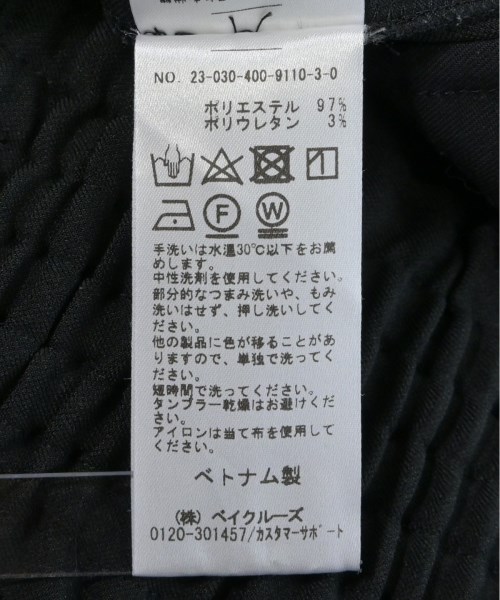 NO. 23-030-400-9110-3-0
ポリエステル 97%
ポリウレタン 3%
F
W
手洗いは水温30℃以下をお薦
めします。
中性洗剤を使用してください。
部分的なつまみ洗いや、もみ
洗いはせず、押し洗いしてく
ださい。
他の製品に色が移ることがあ
りますので、単独で洗ってく
ださい。
短時間で洗ってください。
タンブラー乾燥はお避けくだ
さい。
アイロンは当て布を使用して
ください。
ベトナム製
(株) ベイクルーズ
0120-301457/カスタマーサポート